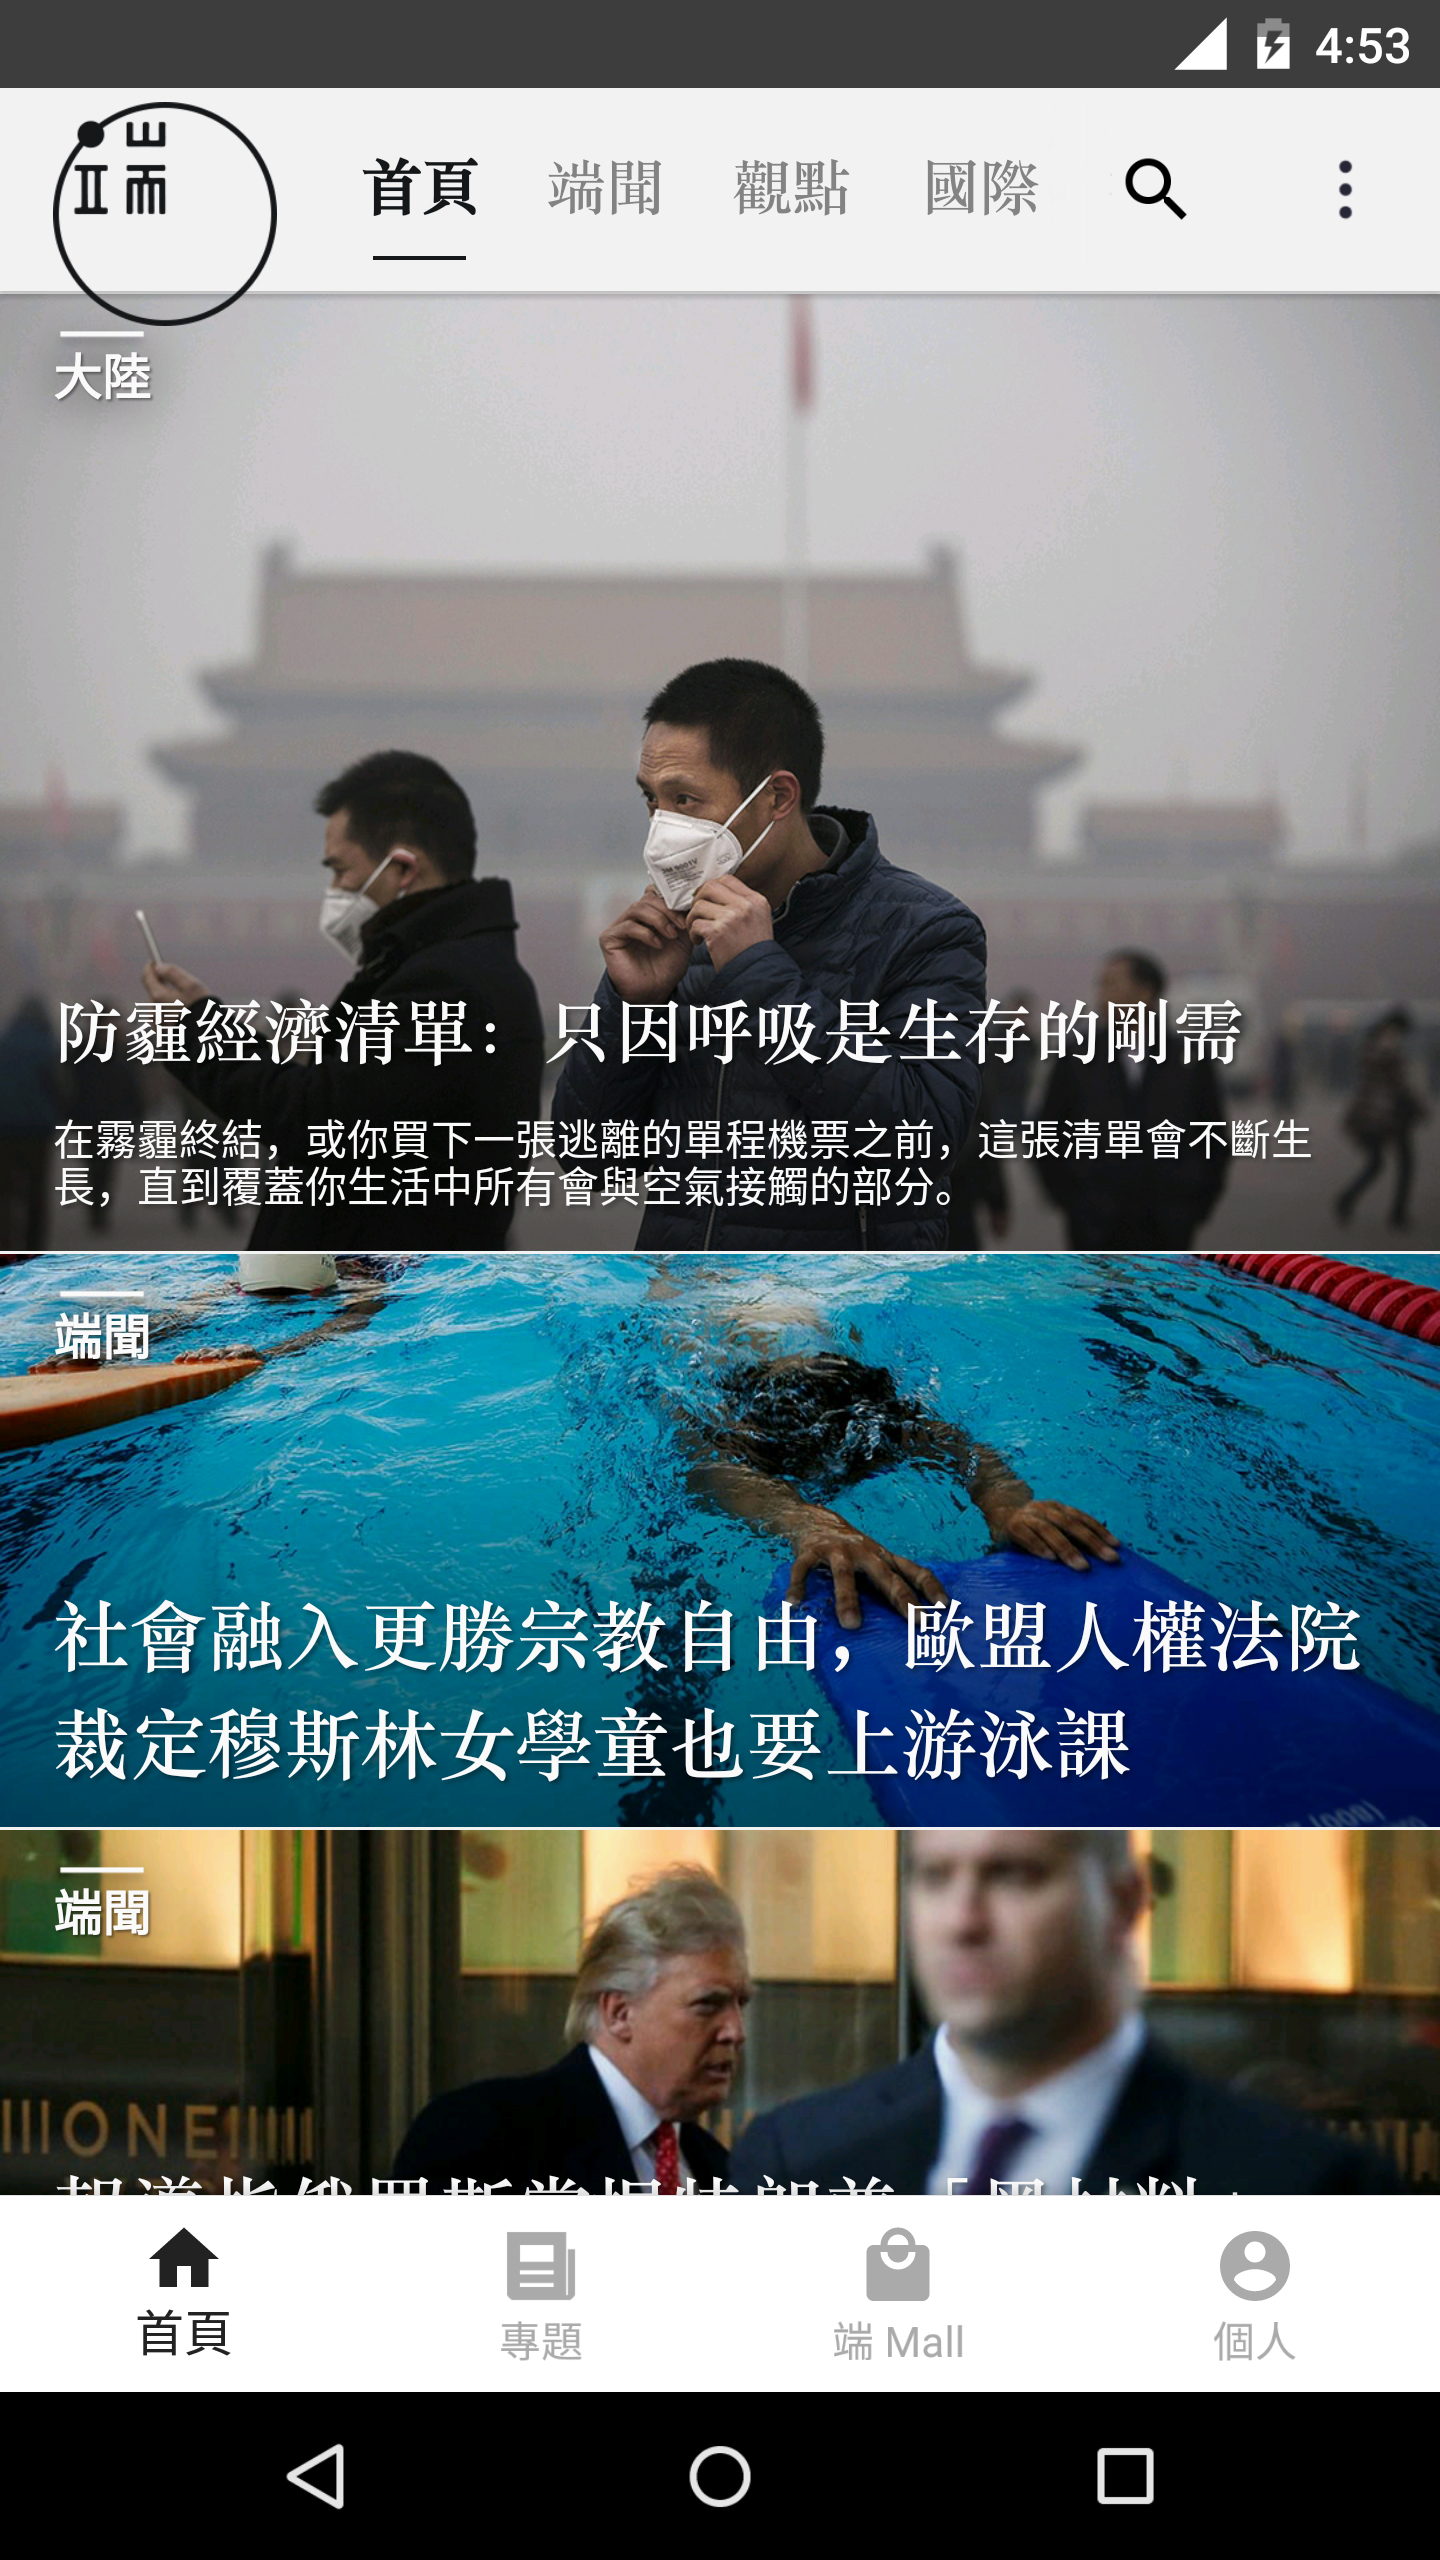 4:53
端
首頁 端聞 觀點 國際
大陸
防霾經濟清單：只因呼吸是生存的剛需
在霧霾終結，或你買下一張逃離的單程機票之前，這張清單會不斷生
長，直到覆蓋你生活中所有會與空氣接觸的部分。
端聞
社會融入更勝宗教自由，歐盟人權法院
裁定穆斯林女學童也要上游泳課
端聞
ONE
首頁 專題 端 Mall 個人